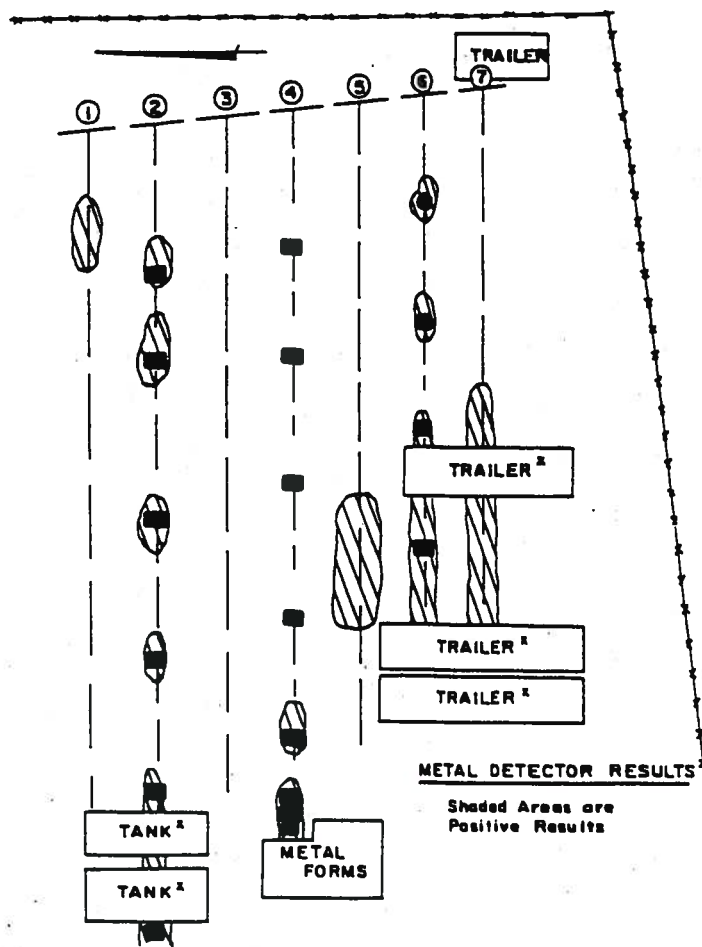 TRAILER
1 2 3 4 5 6 7
TRAILER x
TRAILER x
TRAILER x
METAL DETECTOR RESULTS
Shaded Areas are
Positive Results
TANK x
METAL
FORMS
TANK x